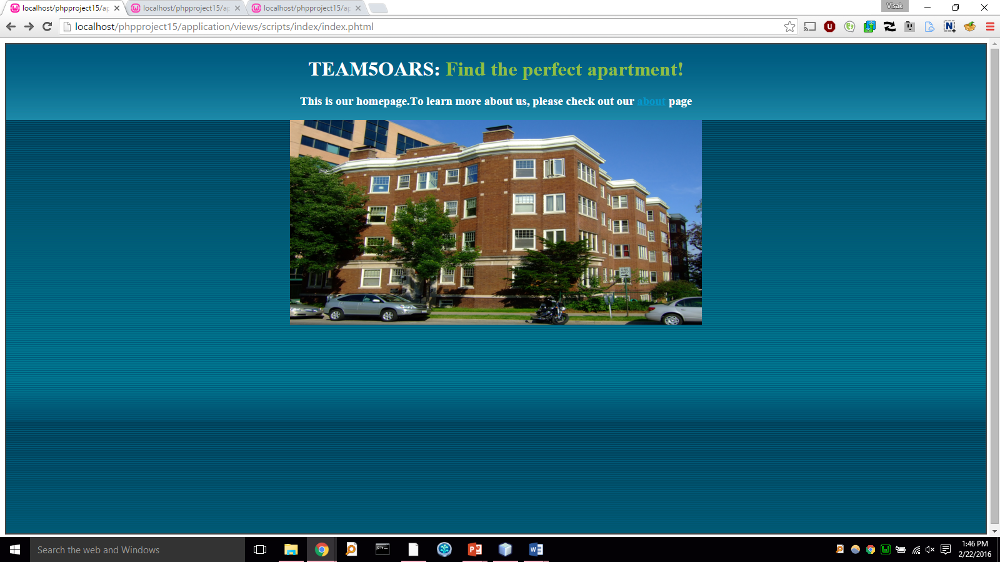 localhost/phpproject15/ap
localhost/phpproject15/ap
localhost/phpproject15/ap
Visak
localhost/phpproject15/application/views/scripts/index/index.phtml
TEAM5OARS: Find the perfect apartment!
This is our homepage.To learn more about us, please check out our about page
ONE WAY
Search the web and Windows
1:46 PM
2/22/2016